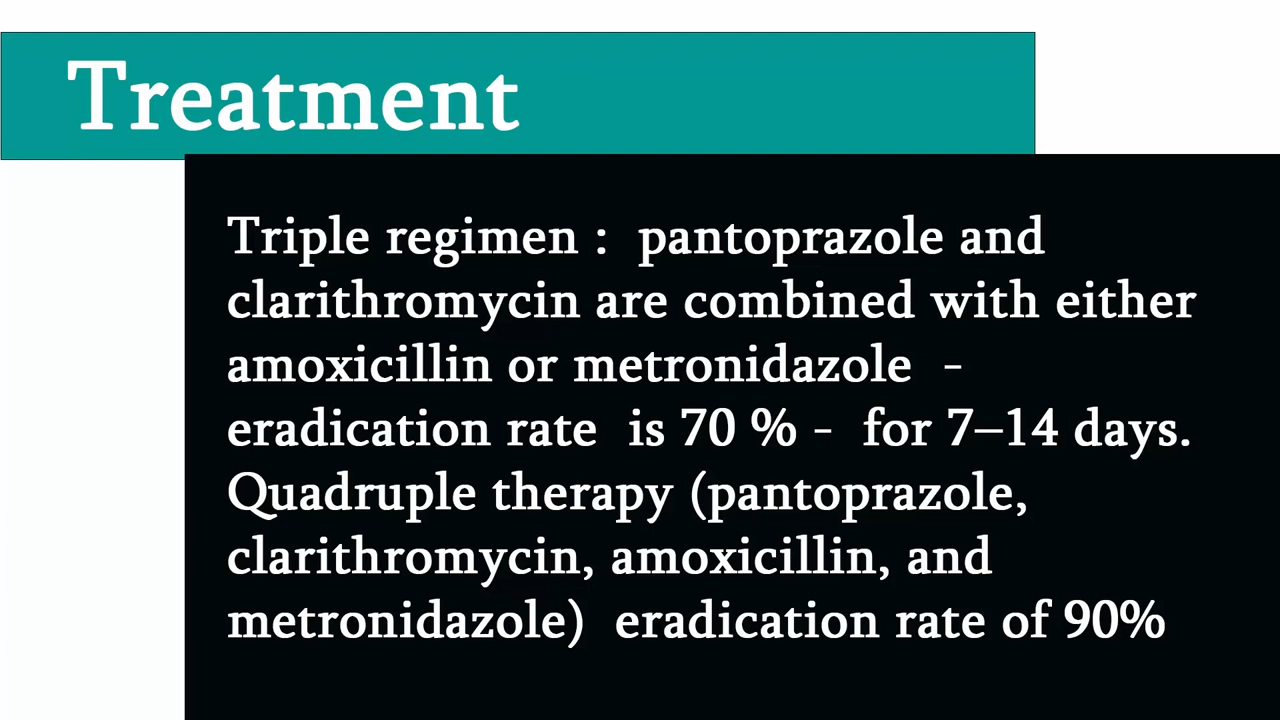 Treatment
Triple regimen :  pantoprazole and
clarithromycin are combined with either
amoxicillin or metronidazole  -
eradication rate  is 70 % -  for 7–14 days.
Quadruple therapy (pantoprazole,
clarithromycin, amoxicillin, and
metronidazole)  eradication rate of 90%